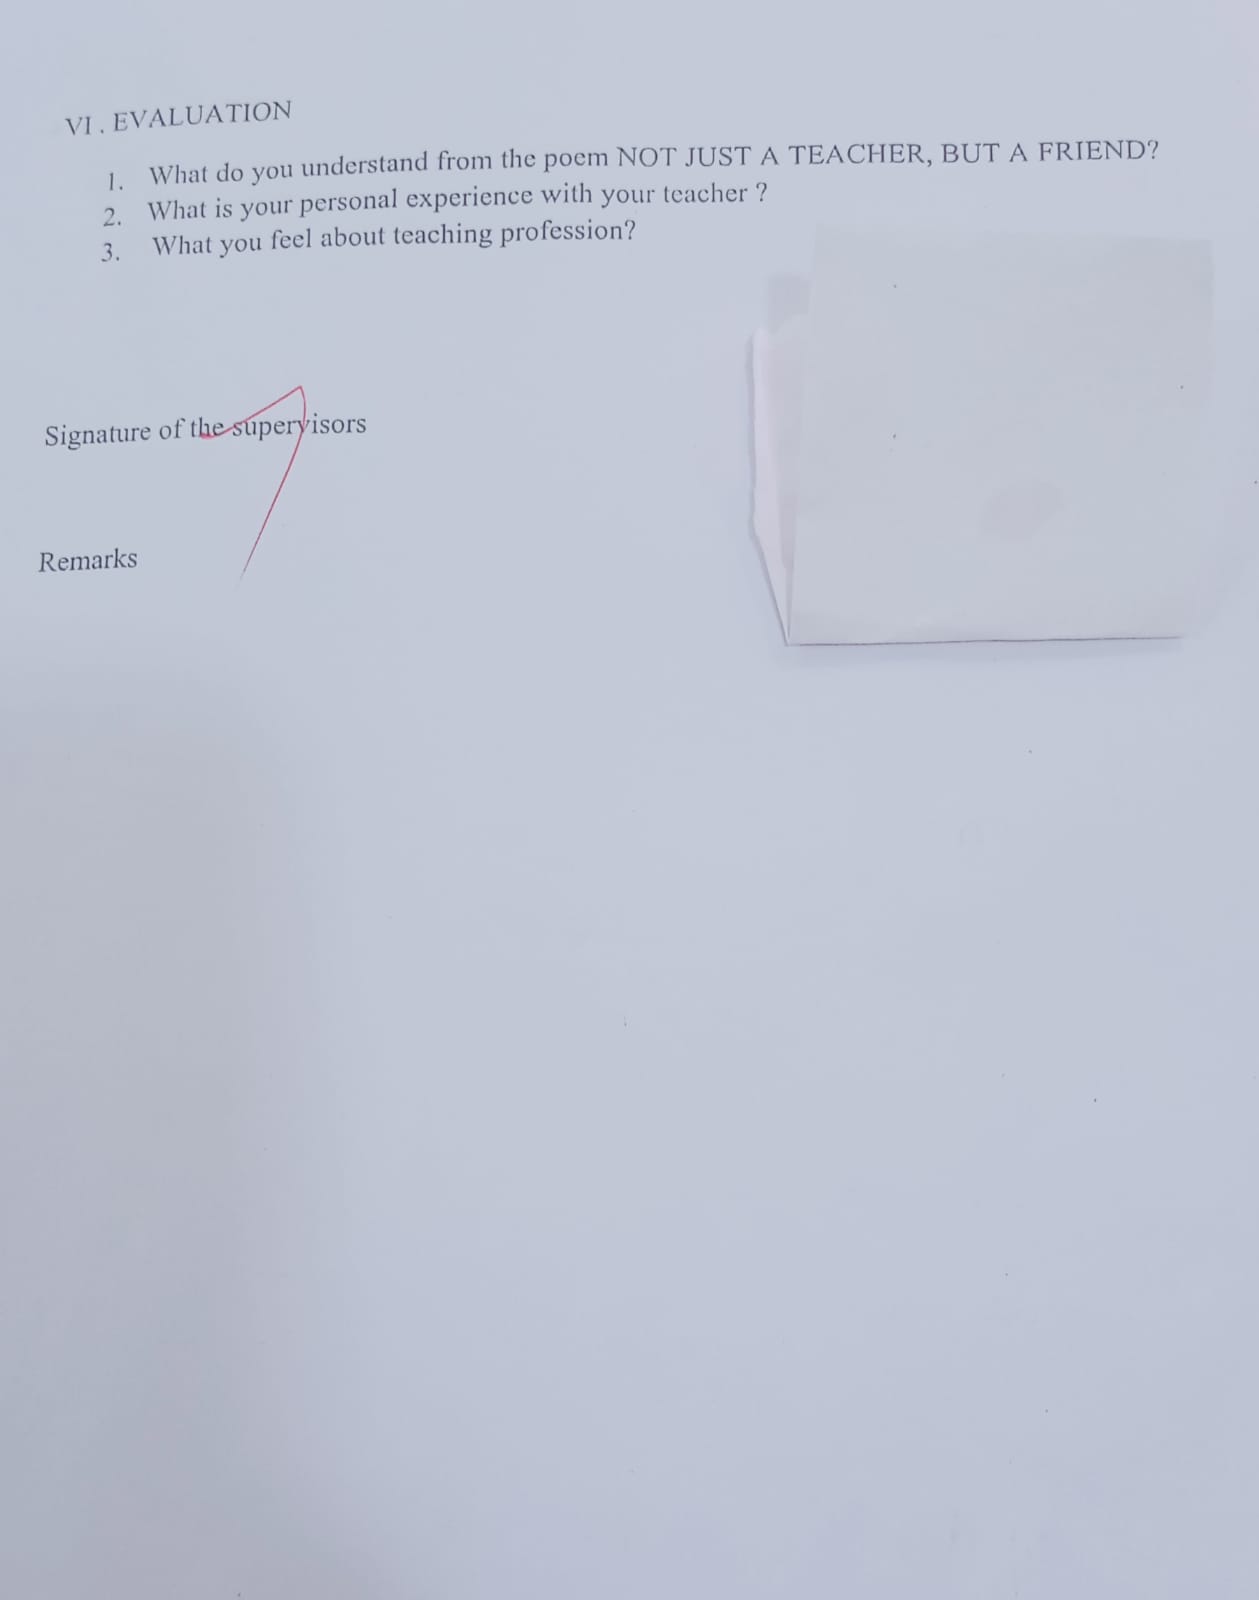 VI . EVALUATION
1. What do you understand from the poem NOT JUST A TEACHER, BUT A FRIEND?
2. What is your personal experience with your teacher ?
3. What you feel about teaching profession?
Signature of the supervisors
Remarks